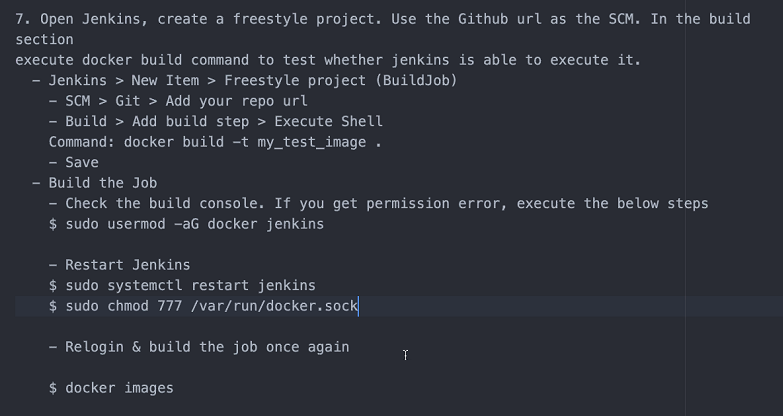 7. Open Jenkins, create a freestyle project. Use the Github url as the SCM. In the build
section
execute docker build command to test whether jenkins is able to execute it.
– Jenkins > New Item > Freestyle project (BuildJob)
– SCM > Git > Add your repo url
– Build > Add build step > Execute Shell
Command: docker build -t my_test_image .
– Save
– Build the Job
– Check the build console. If you get permission error, execute the below steps
$ sudo usermod -aG docker jenkins
– Restart Jenkins
$ sudo systemctl restart jenkins
$ sudo chmod 777 /var/run/docker.sock
– Relogin & build the job once again
$ docker images